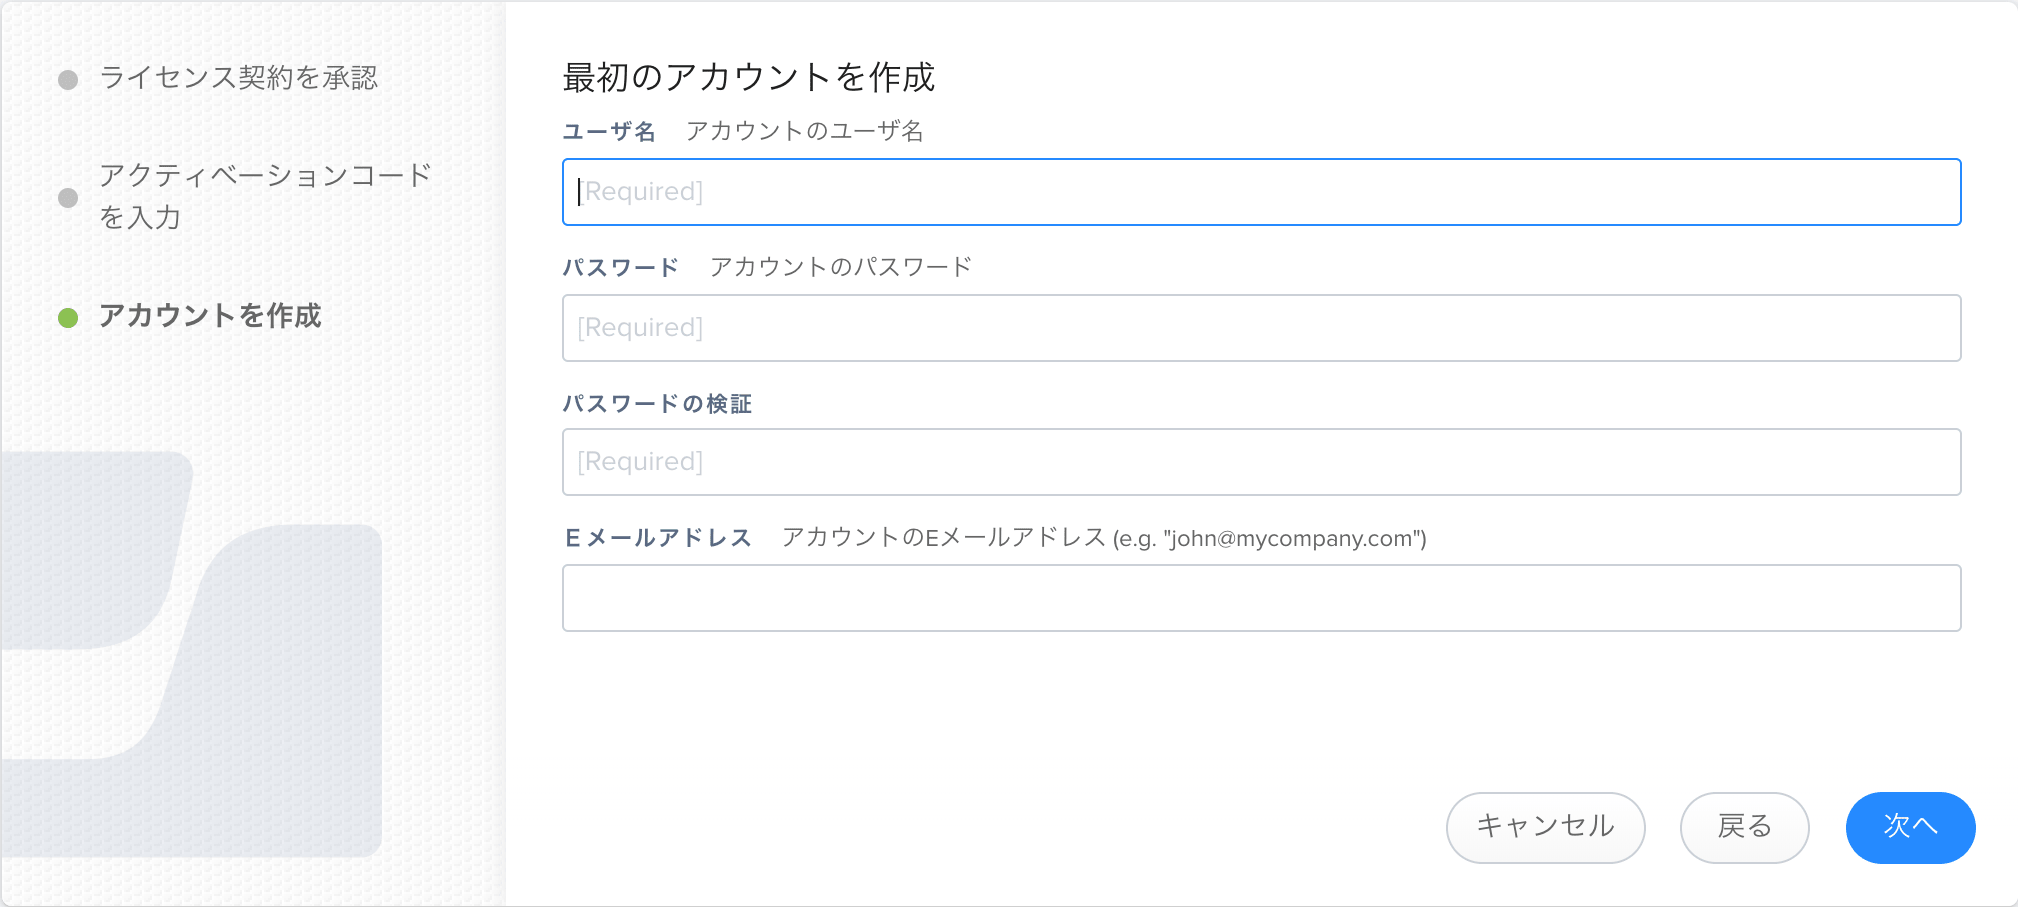 ライセンス契約を承認
アクティベーションコード
を入力
アカウントを作成
最初のアカウントを作成
ユーザ名 アカウントのユーザ名
[Required]
パスワード アカウントのパスワード
[Required]
パスワードの検証
[Required]
Eメールアドレス アカウントのEメールアドレス (e.g. "john@mycompany.com")
キャンセル 戻る 次へ